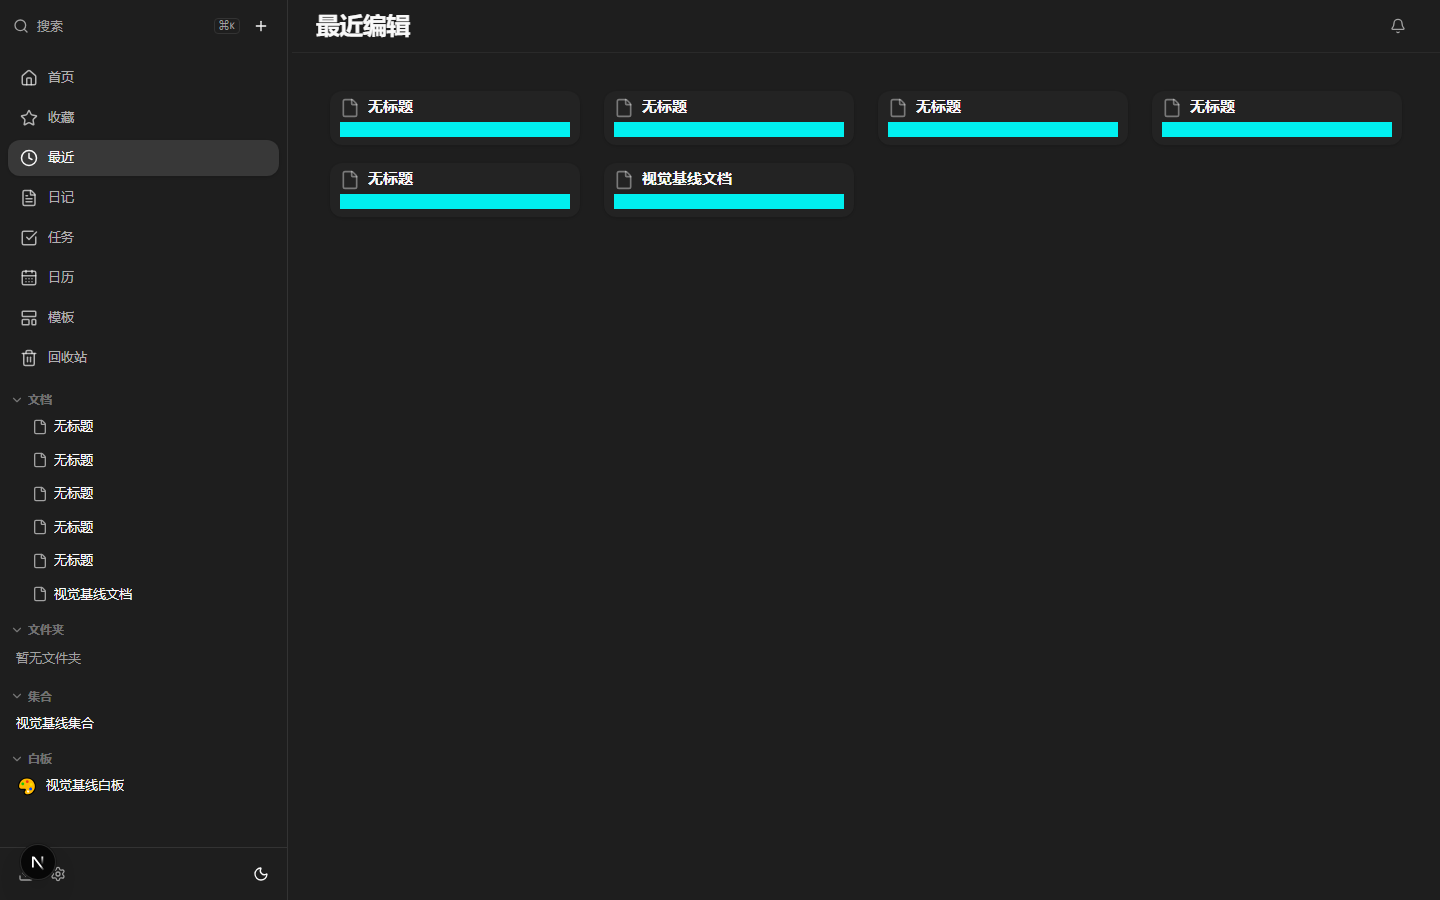 搜索
⌘K
最近编辑
首页
收藏
最近
日记
任务
日历
模板
回收站
文档
无标题
无标题
无标题
无标题
无标题
视觉基线文档
文件夹
暂无文件夹
集合
视觉基线集合
白板
视觉基线白板
N
无标题
无标题
无标题
无标题
无标题
视觉基线文档